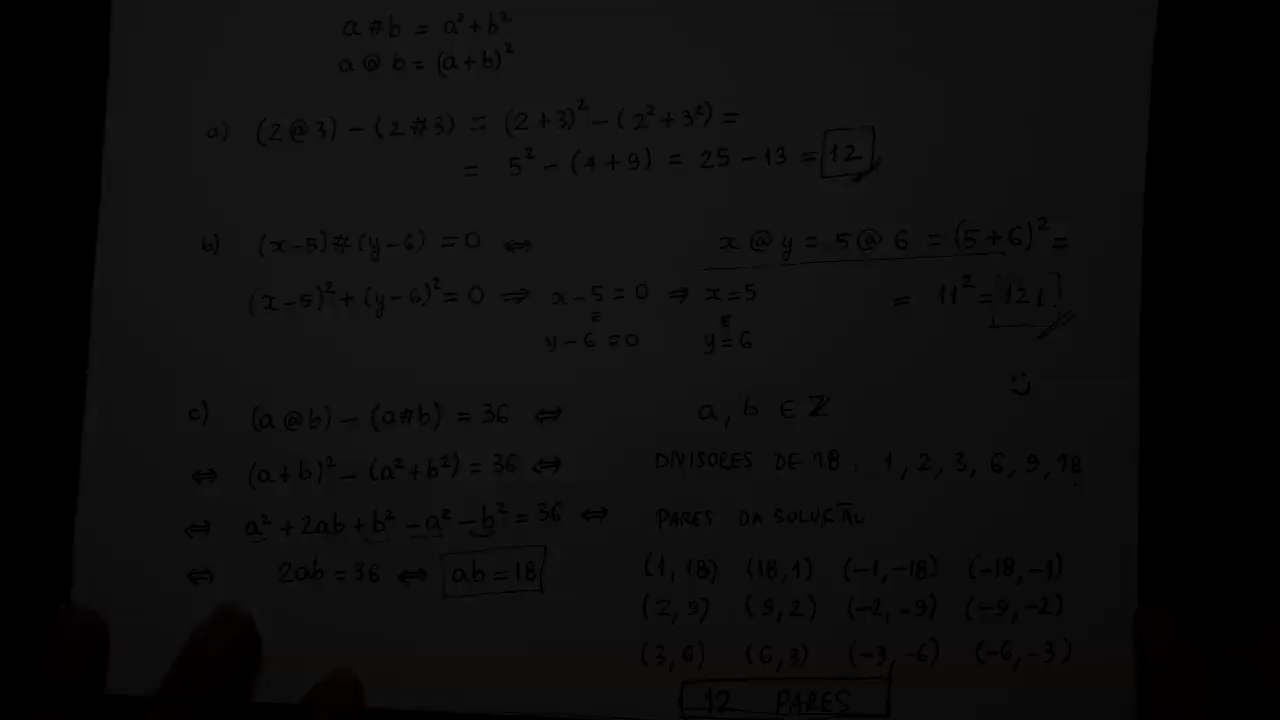 a # b = a² + b²
a @ b = (a+b)²
a) (2@3) - (2#3) = (2+3)² - (2²+3²) =
= 5² - (4+9) = 25 - 13 = 12
b) (x-5)#(y-6) = 0 ⇔
(x-5)² + (y-6)² = 0 ⇒ x-5=0 ⇒ x=5
E E
y-6=0 y=6
x @ y = 5 @ 6 = (5+6)² =
= 11² = 121
c) (a@b) - (a#b) = 36 ⇔
⇔ (a+b)² - (a²+b²) = 36 ⇔
⇔ a² + 2ab + b² - a² - b² = 36 ⇔
⇔ 2ab = 36 ⇔ ab = 18
a, b ∈ Z
DIVISORES DE 18: 1, 2, 3, 6, 9, 18
PARES DA SOLUÇÃO
(1, 18) (18, 1) (-1, -18) (-18, -1)
(2, 9) (9, 2) (-2, -9) (-9, -2)
(3, 6) (6, 3) (-3, -6) (-6, -3)
12 PARES